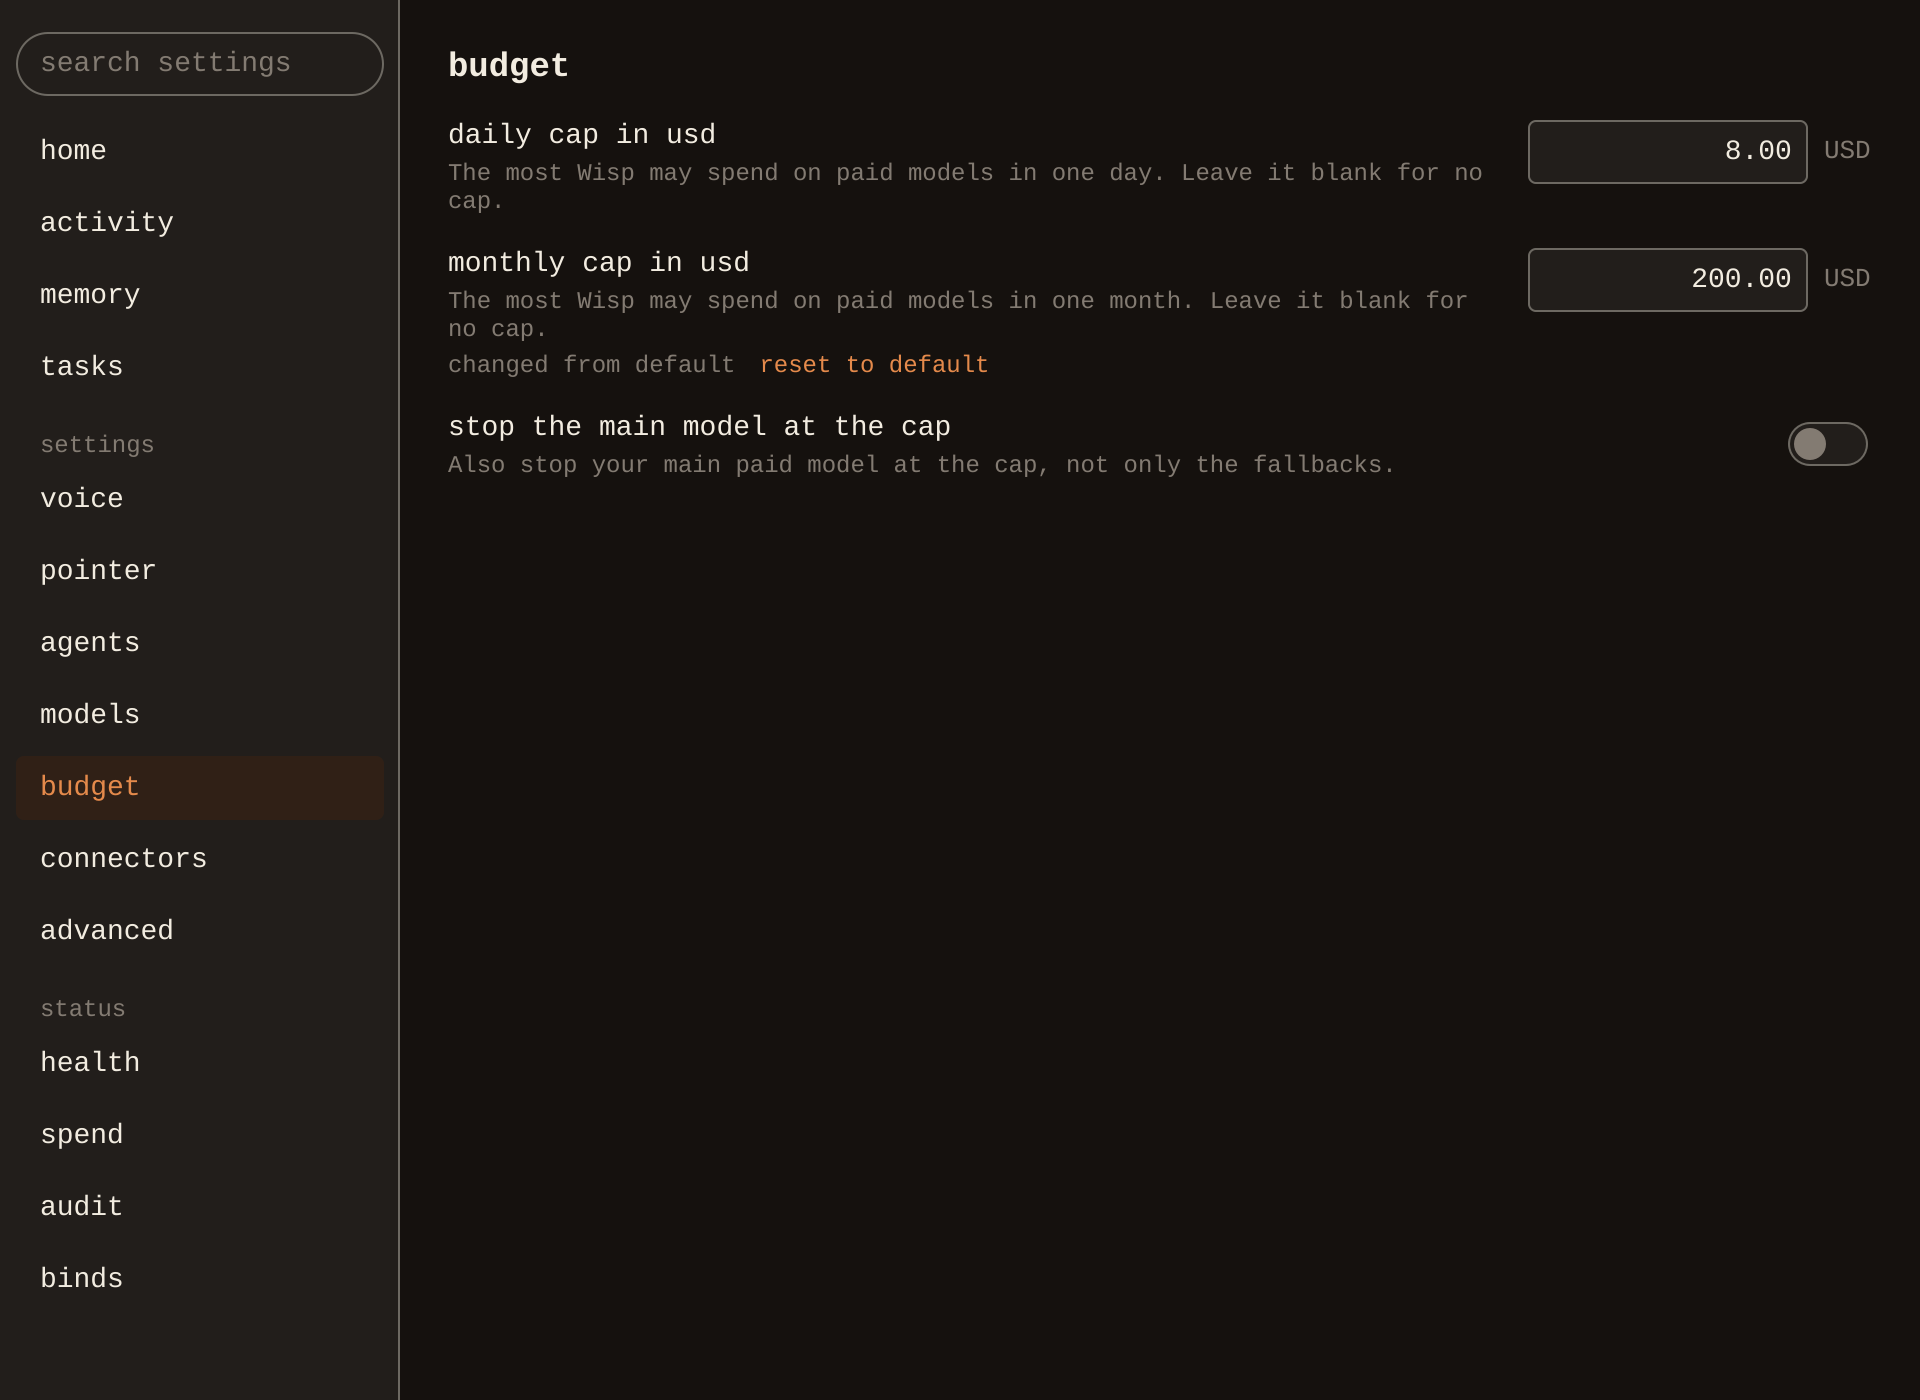 search settings
home
activity
memory
tasks
settings
voice
pointer
agents
models
budget
connectors
advanced
status
health
spend
audit
binds
budget
daily cap in usd
The most Wisp may spend on paid models in one day. Leave it blank for no
cap.
8.00 USD
monthly cap in usd
The most Wisp may spend on paid models in one month. Leave it blank for
no cap.
changed from default reset to default
200.00 USD
stop the main model at the cap
Also stop your main paid model at the cap, not only the fallbacks.